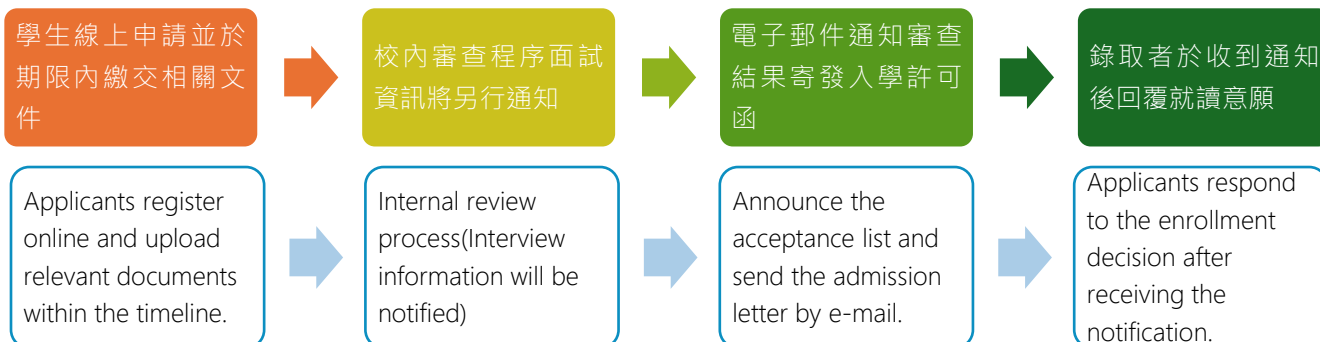 學生線上申請並於
期限內繳交相關文
件
校內審查程序面試
資訊將另行通知
電子郵件通知審查
結果寄發入學許可
函
錄取者於收到通知
後回覆就讀意願
Applicants register
online and upload
relevant documents
within the timeline.
Internal review
process(Interview
information will be
notified)
Announce the
acceptance list and
send the admission
letter by e-mail.
Applicants respond
to the enrollment
decision after
receiving the
notification.